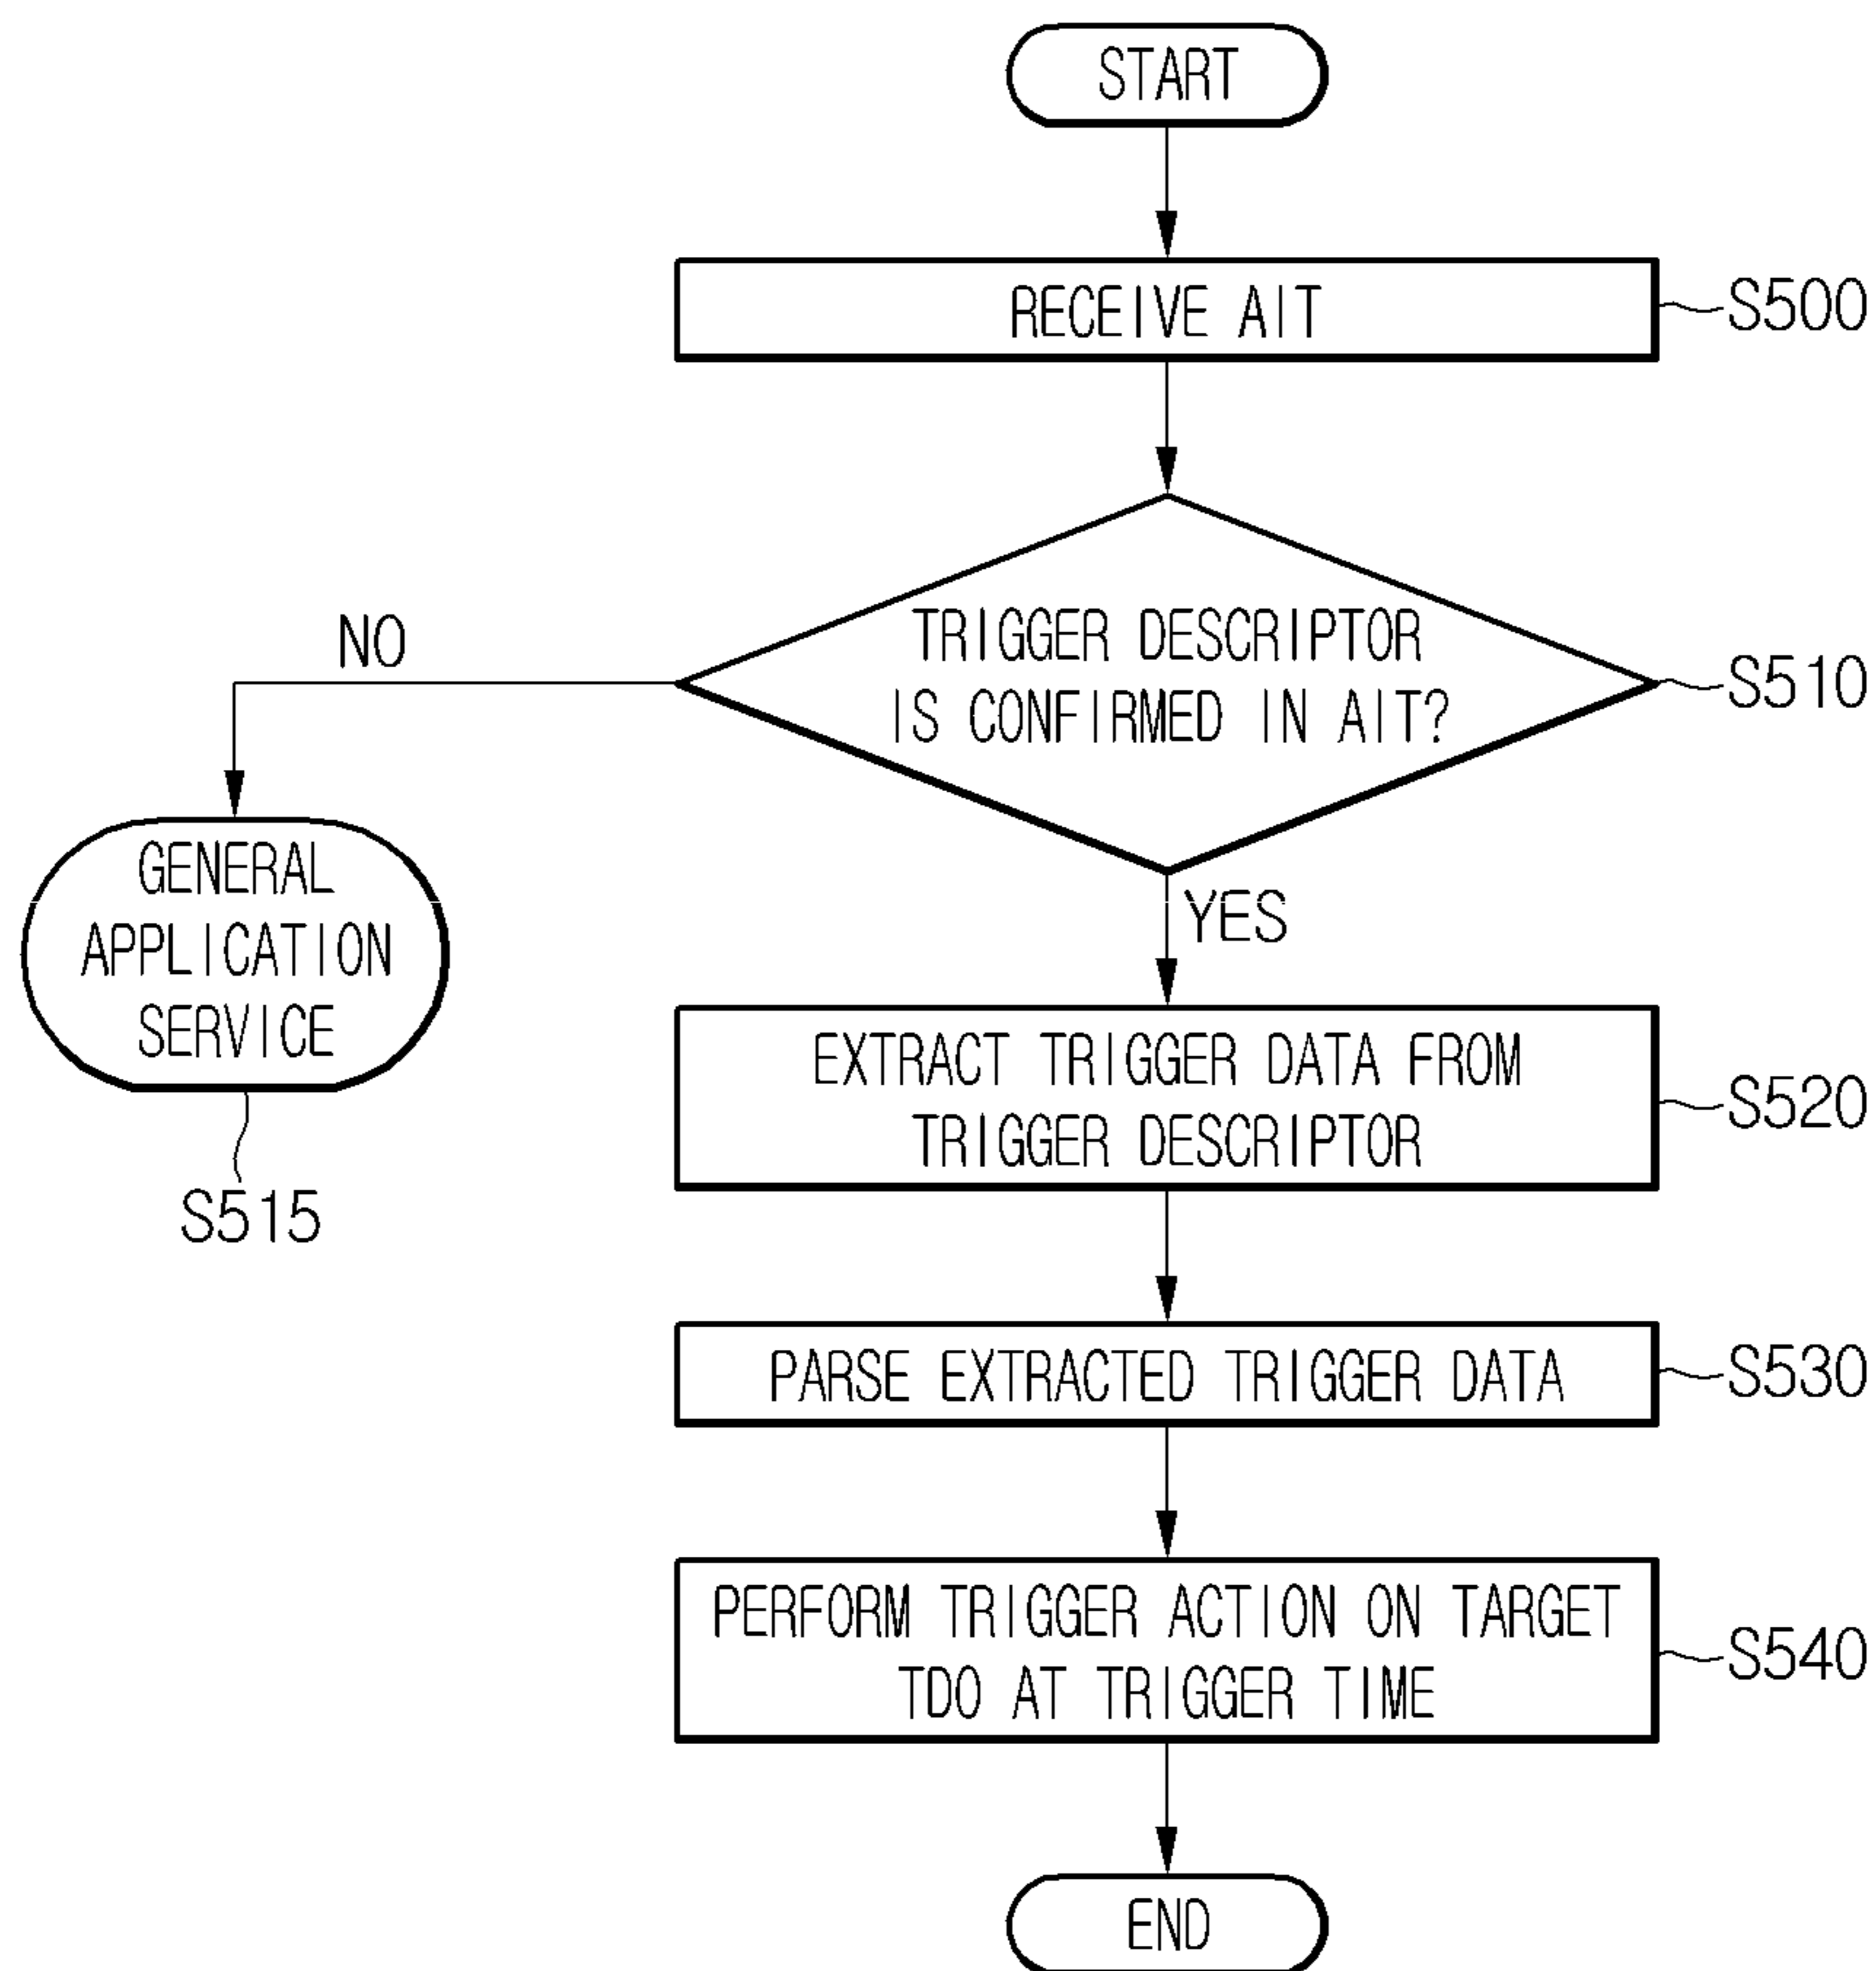 START
RECEIVE AIT
S500
TRIGGER DESCRIPTOR
IS CONFIRMED IN AIT?
S510
NO
GENERAL
APPLICATION
SERVICE
S515
YES
EXTRACT TRIGGER DATA FROM
TRIGGER DESCRIPTOR
S520
PARSE EXTRACTED TRIGGER DATA
S530
PERFORM TRIGGER ACTION ON TARGET
TDO AT TRIGGER TIME
S540
END